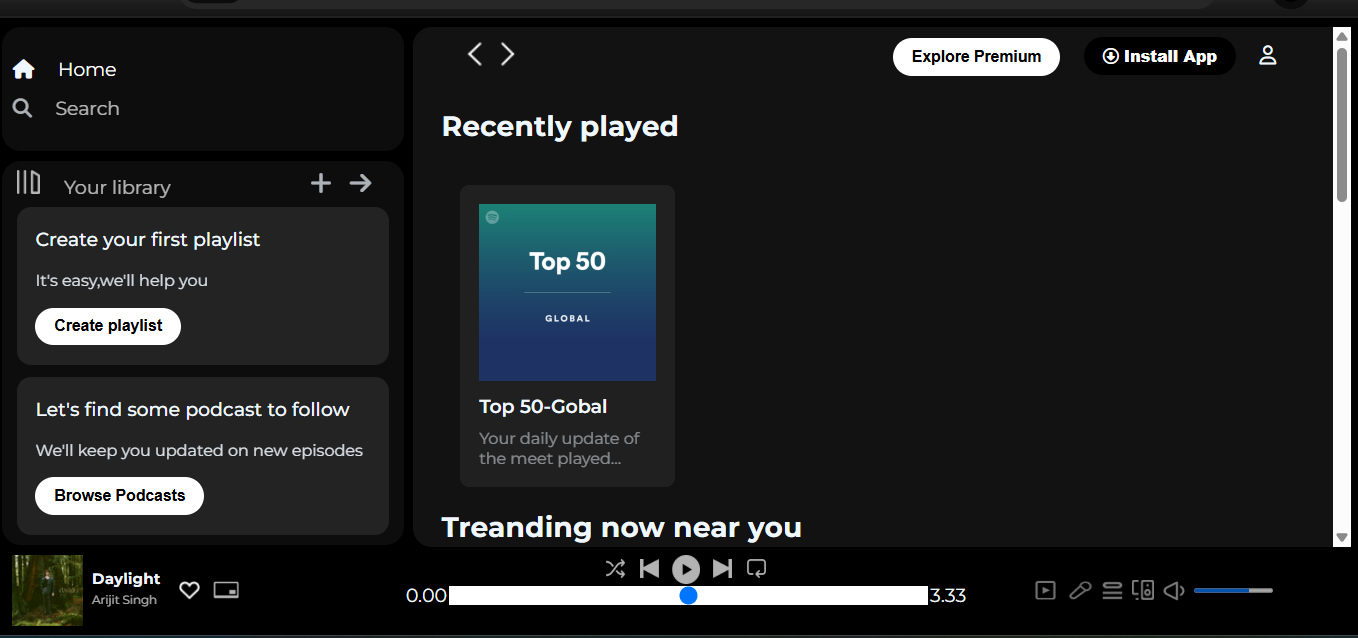 Home
Search
Your library
Create your first playlist
It's easy,we'll help you
Create playlist
Let's find some podcast to follow
We'll keep you updated on new episodes
Browse Podcasts
Explore Premium
Install App
Recently played
Top 50
GLOBAL
Top 50-Gobal
Your daily update of
the meet played...
Treanding now near you
Daylight
Arijit Singh
0.00
3.33